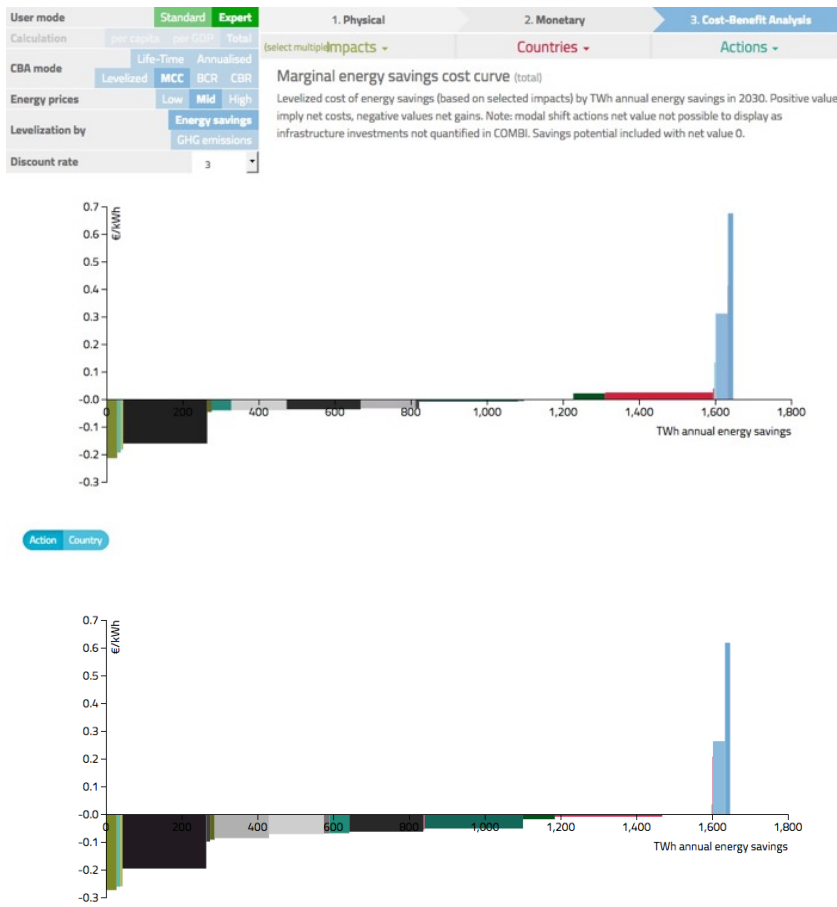 User mode Standard Expert
1. Physical 2. Monetary 3. Cost-Benefit Analysis
Calculation per capita per GDP Total
(select multiple) Impacts Countries Actions
CBA mode Life-Time Annualised
Levelized MCC BCR CBR
Energy prices Low Mid High
Levelization by Energy savings
GHG emissions
Discount rate 3
Marginal energy savings cost curve (total)
Levelized cost of energy savings (based on selected impacts) by TWh annual energy savings in 2030. Positive value
imply net costs, negative values net gains. Note: modal shift actions net value not possible to display as
infrastructure investments not quantified in COMBI. Savings potential included with net value 0.
0.7
€/kWh
0.6
0.5
0.4
0.3
0.2
0.1
-0.0
0 200 400 600 800 1,000 1,200 1,400 1,600 1,800
-0.1
TWh annual energy savings
-0.2
-0.3
Action Country
0.7
€/kWh
0.6
0.5
0.4
0.3
0.2
0.1
-0.0
0 200 400 600 800 1,000 1,200 1,400 1,600 1,800
-0.1
TWh annual energy savings
-0.2
-0.3